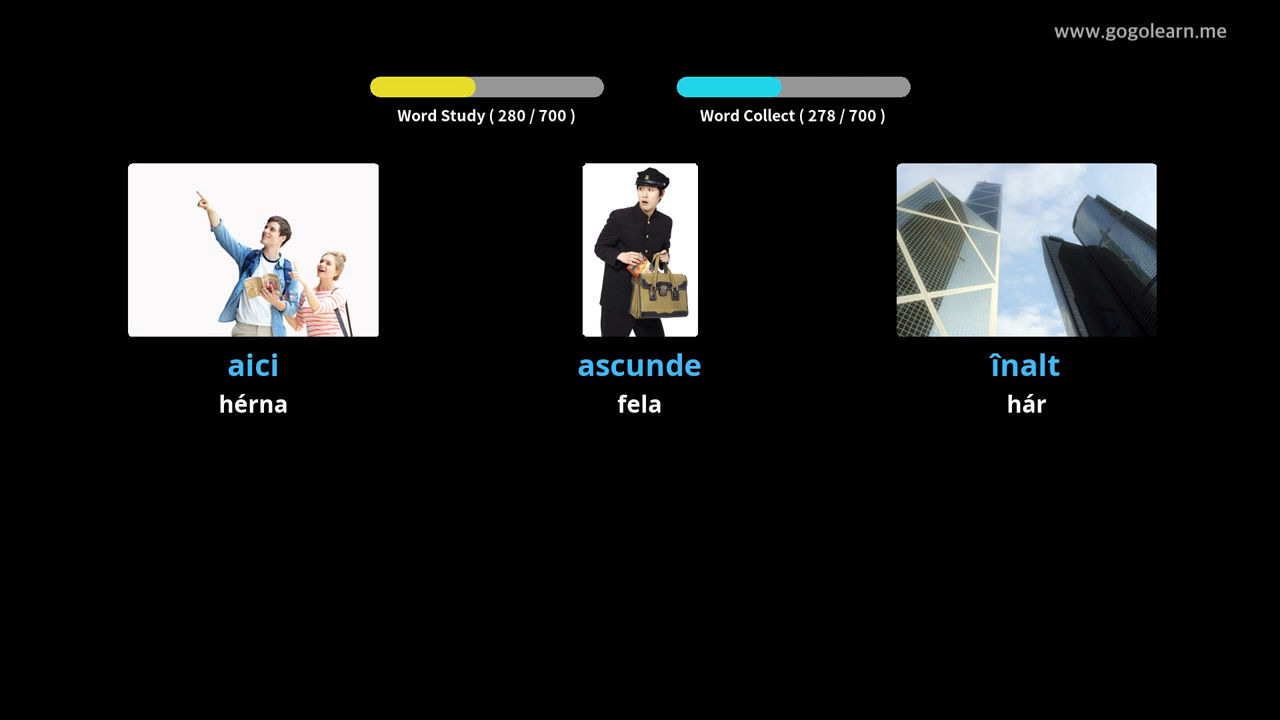 www.gogolearn.me
Word Study ( 280 / 700 )
Word Collect ( 278 / 700 )
aici
hérna
ascunde
fela
înalt
hár